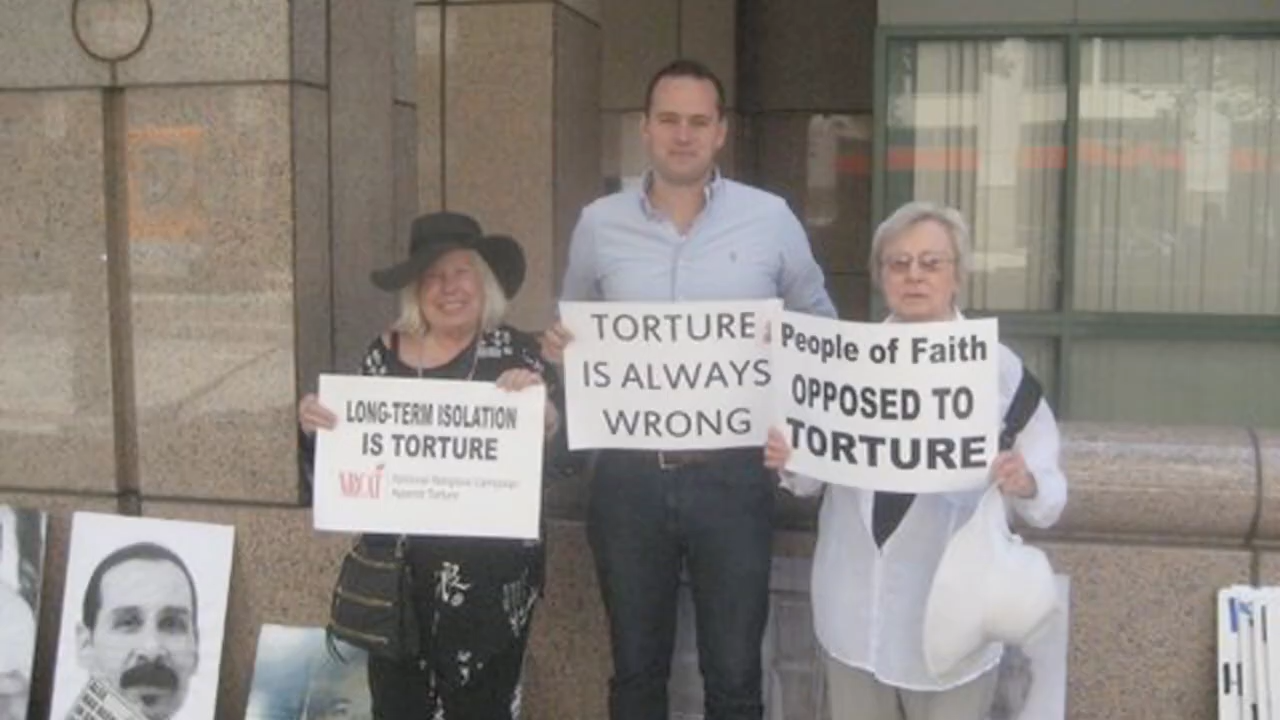 LONG-TERM ISOLATION
IS TORTURE
NRCAT
National Religious Campaign
Against Torture
TORTURE
IS ALWAYS
WRONG
People of Faith
OPPOSED TO
TORTURE